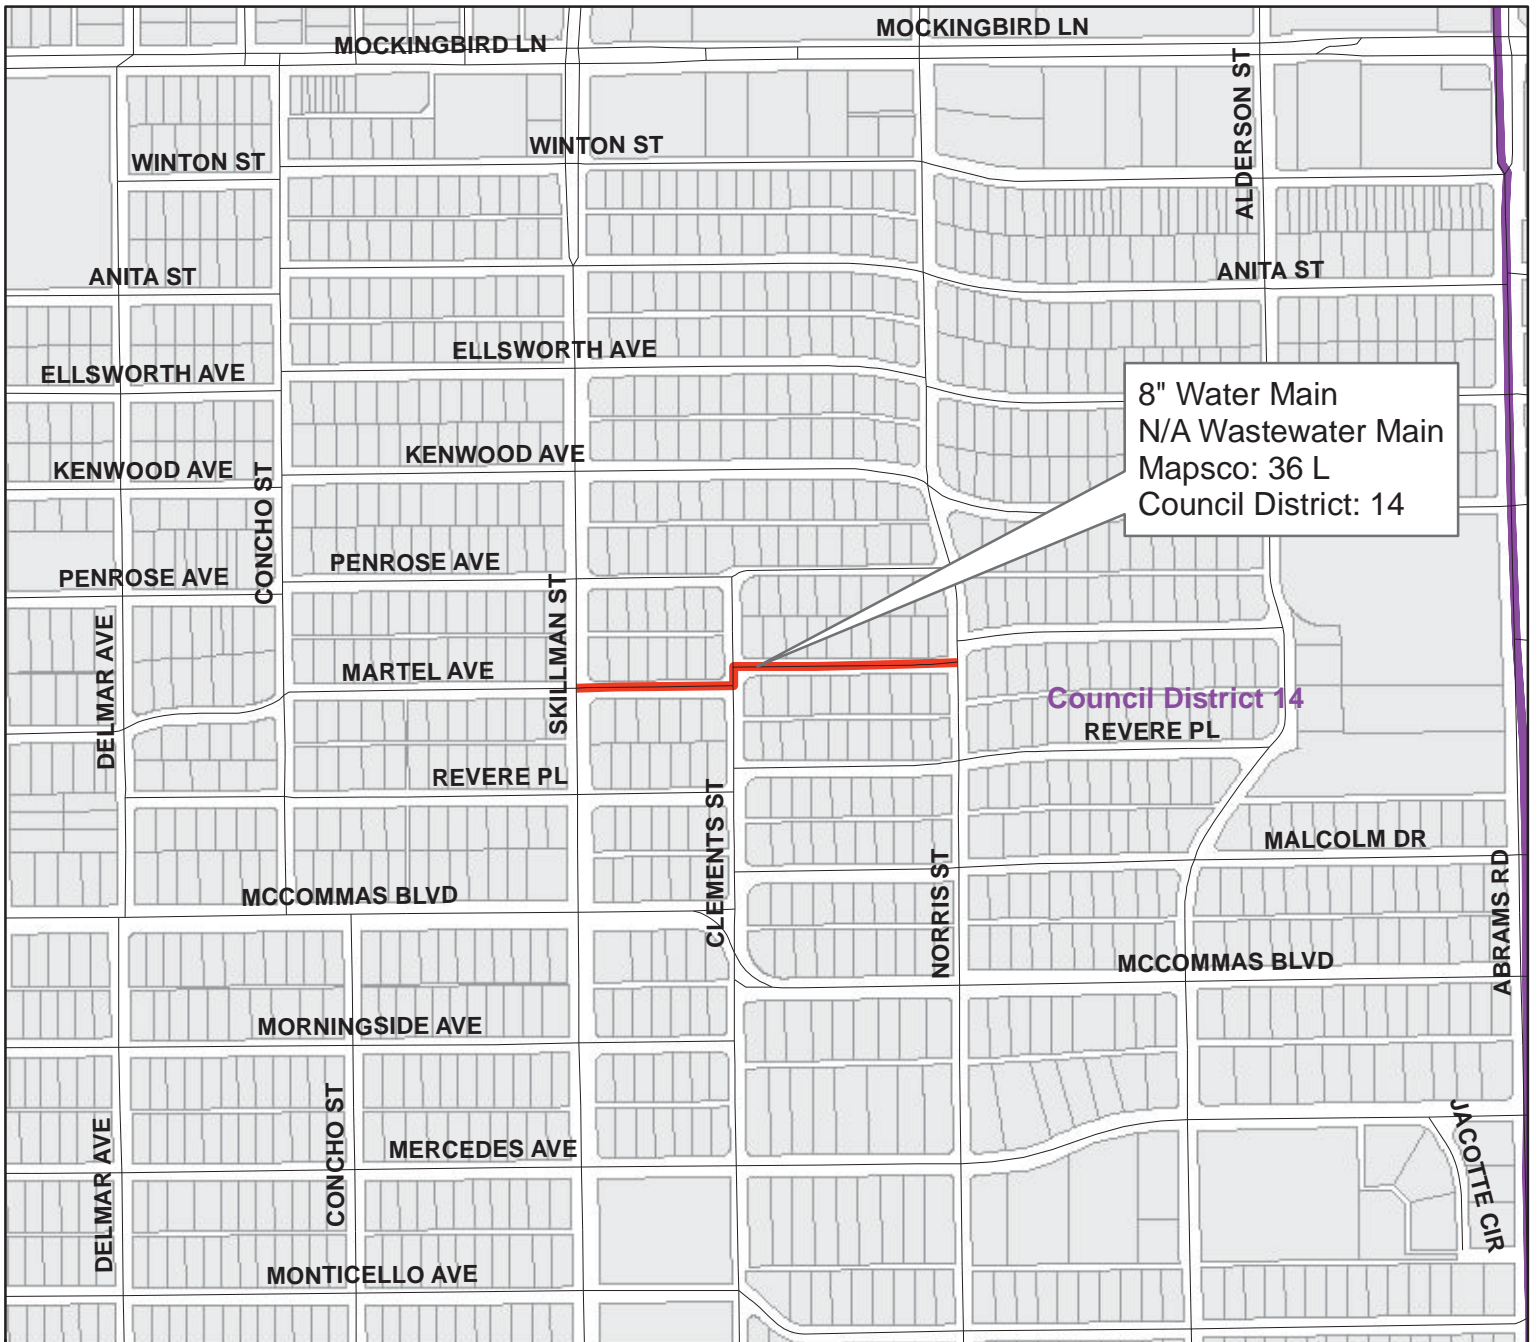 MOCKINGBIRD LN
MOCKINGBIRD LN
ALDERSON ST
WINTON ST
WINTON ST
ANITA ST
ANITA ST
ELLSWORTH AVE
ELLSWORTH AVE
8" Water Main
N/A Wastewater Main
Mapsco: 36 L
Council District: 14
KENWOOD AVE
KENWOOD AVE
CONCHO ST
PENROSE AVE
PENROSE AVE
SKILLMAN ST
DELMAR AVE
MARTEL AVE
Council District 14
REVERE PL
REVERE PL
CLEMENTS ST
MALCOLM DR
NORRIS ST
ABRAMS RD
MCCOMMAS BLVD
MCCOMMAS BLVD
MORNINGSIDE AVE
CONCHO ST
DELMAR AVE
MERCEDES AVE
JACOTTE CIR
MONTICELLO AVE